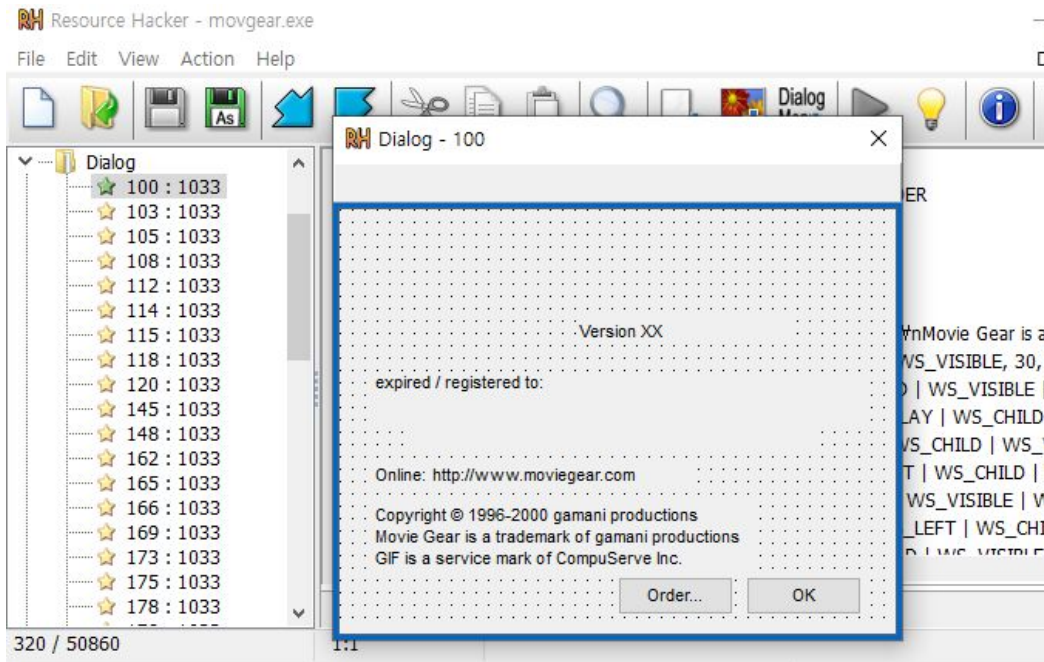 RH Resource Hacker - movgear.exe
File Edit View Action Help
As
Dialog
Dialog
100 : 1033
103 : 1033
105 : 1033
108 : 1033
112 : 1033
114 : 1033
115 : 1033
118 : 1033
120 : 1033
145 : 1033
148 : 1033
162 : 1033
165 : 1033
166 : 1033
169 : 1033
173 : 1033
175 : 1033
178 : 1033
RH Dialog - 100
Version XX
expired / registered to:
Online: http://www.moviegear.com
Copyright © 1996-2000 gamani productions
Movie Gear is a trademark of gamani productions
GIF is a service mark of CompuServe Inc.
Order... OK
DER
₩nMovie Gear is a
WS_VISIBLE, 30,
| WS_VISIBLE |
LAY | WS_CHILD
WS_CHILD | WS_
T | WS_CHILD |
WS_VISIBLE | W
_LEFT | WS_CHI
| WS_VISIBLE
320 / 50860
1:1